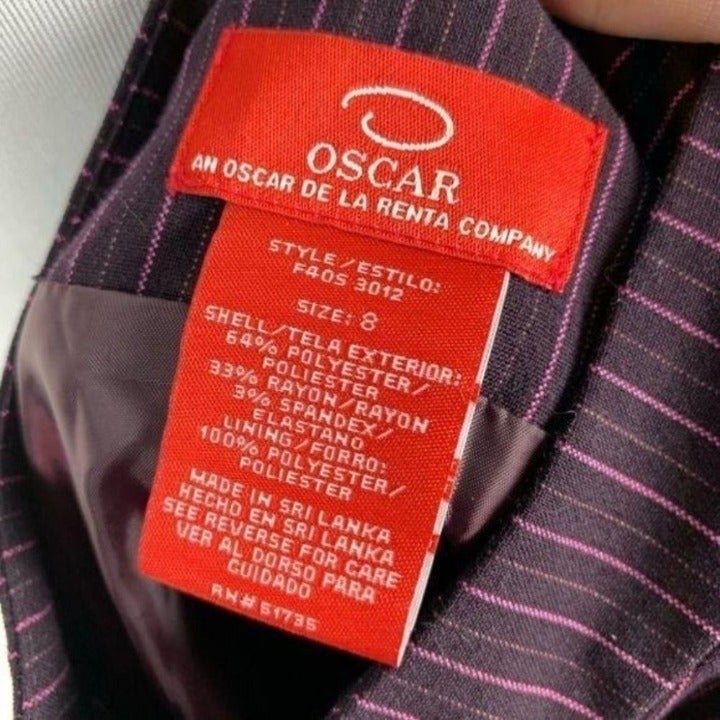 OSCAR
AN OSCAR DE LA RENTA COMPANY
STYLE/ESTILO:
F40S 3012
SIZE: 8
SHELL/TELA EXTERIOR:
64% POLYESTER/
POLIESTER
33% RAYON/RAYON
3% SPANDEX/
ELASTANO
LINING/FORRO:
100% POLYESTER/
POLIESTER
MADE IN SRI LANKA
HECHO EN SRI LANKA
SEE REVERSE FOR CARE
VER AL DORSO PARA
CUIDADO
RN# 51735